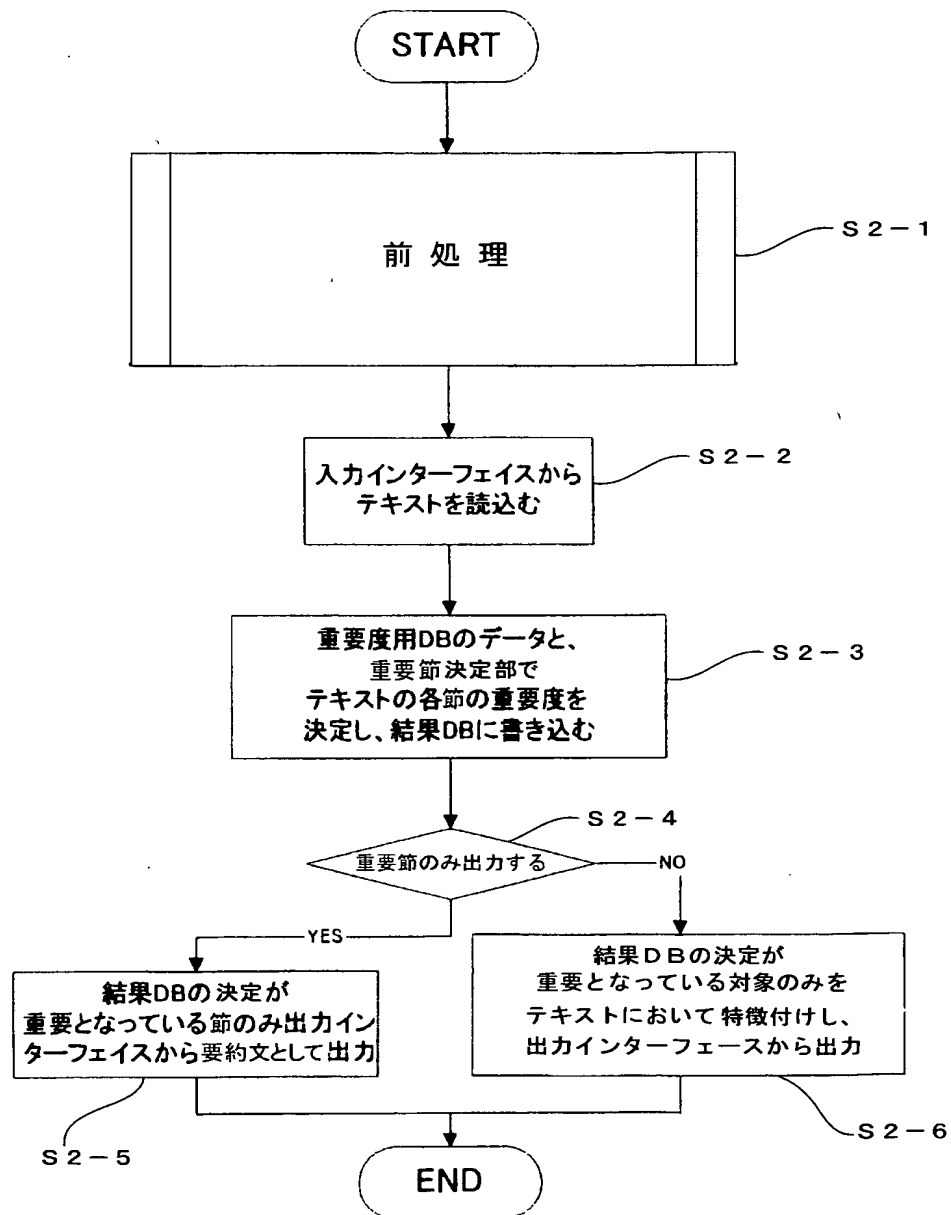 START
前処理
S2-1
入力インターフェイスから
テキストを読込む
S2-2
重要度用DBのデータと、
重要節決定部で
テキストの各節の重要度を
決定し、結果DBに書き込む
S2-3
S2-4
重要節のみ出力する
NO
YES
結果DBの決定が
重要となっている節のみ出力イン
ターフェイスから要約文として出力
S2-5
結果DBの決定が
重要となっている対象のみを
テキストにおいて特徴付けし、
出力インターフェースから出力
S2-6
END